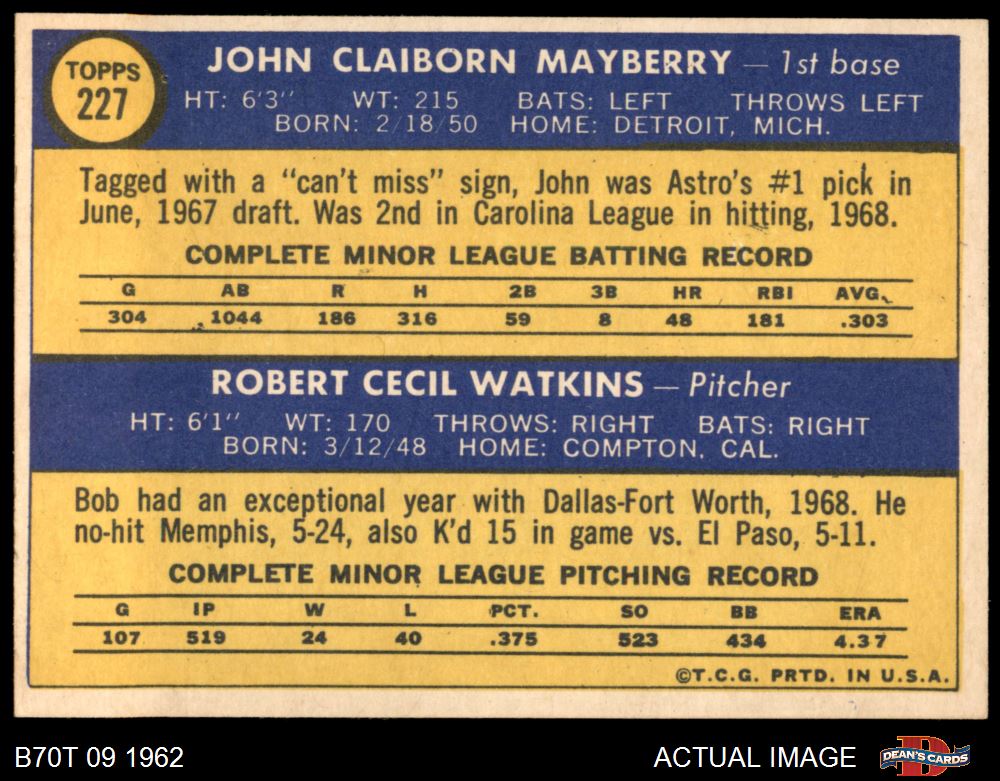 TOPPS
227
JOHN CLAIBORN MAYBERRY — 1st base
HT: 6'3'' WT: 215 BATS: LEFT THROWS LEFT
BORN: 2/18/50 HOME: DETROIT, MICH.
Tagged with a "can't miss" sign, John was Astro's #1 pick in
June, 1967 draft. Was 2nd in Carolina League in hitting, 1968.
COMPLETE MINOR LEAGUE BATTING RECORD
G AB R H 2B 3B HR RBI AVG.
304 1044 186 316 59 8 48 181 .303
ROBERT CECIL WATKINS — Pitcher
HT: 6'1'' WT: 170 THROWS: RIGHT BATS: RIGHT
BORN: 3/12/48 HOME: COMPTON, CAL.
Bob had an exceptional year with Dallas-Fort Worth, 1968. He
no-hit Memphis, 5-24, also K'd 15 in game vs. El Paso, 5-11.
COMPLETE MINOR LEAGUE PITCHING RECORD
G IP W L PCT. SO BB ERA
107 519 24 40 .375 523 434 4.37
©T.C.G. PRTD. IN U.S.A.
B70T 09 1962 ACTUAL IMAGE DEAN'S CARDS